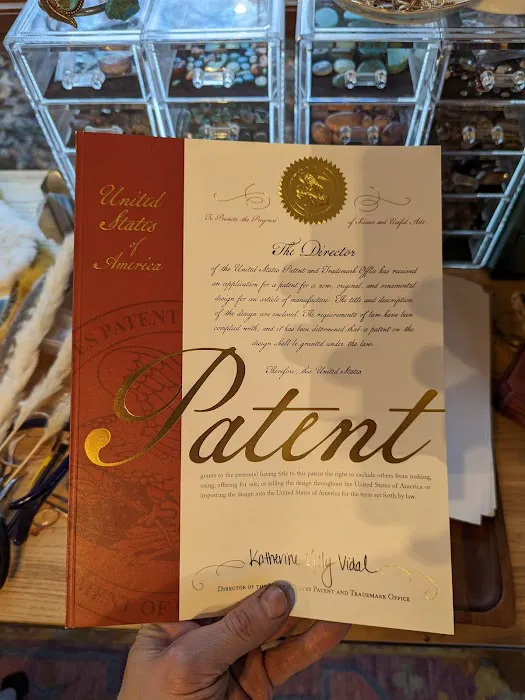 United
States
of
America
To Promote the Progress
of Science and Useful Arts
The Director
of the United States Patent and Trademark Office has received
an application for a patent for a new, original, and ornamental
design for an article of manufacture. The title and description
of the design are enclosed. The requirements of law have been
complied with, and it has been determined that a patent on the
design shall be granted under the law.
Therefore, this United States
Patent
grants to the person(s) having title to this patent the right to exclude others from making,
using, offering for sale, or selling the design throughout the United States of America or
importing the design into the United States of America for the term set forth by law.
Katherine Kelly Vidal
DIRECTOR OF THE UNITED STATES PATENT AND TRADEMARK OFFICE
ES PATENT
MENT OF